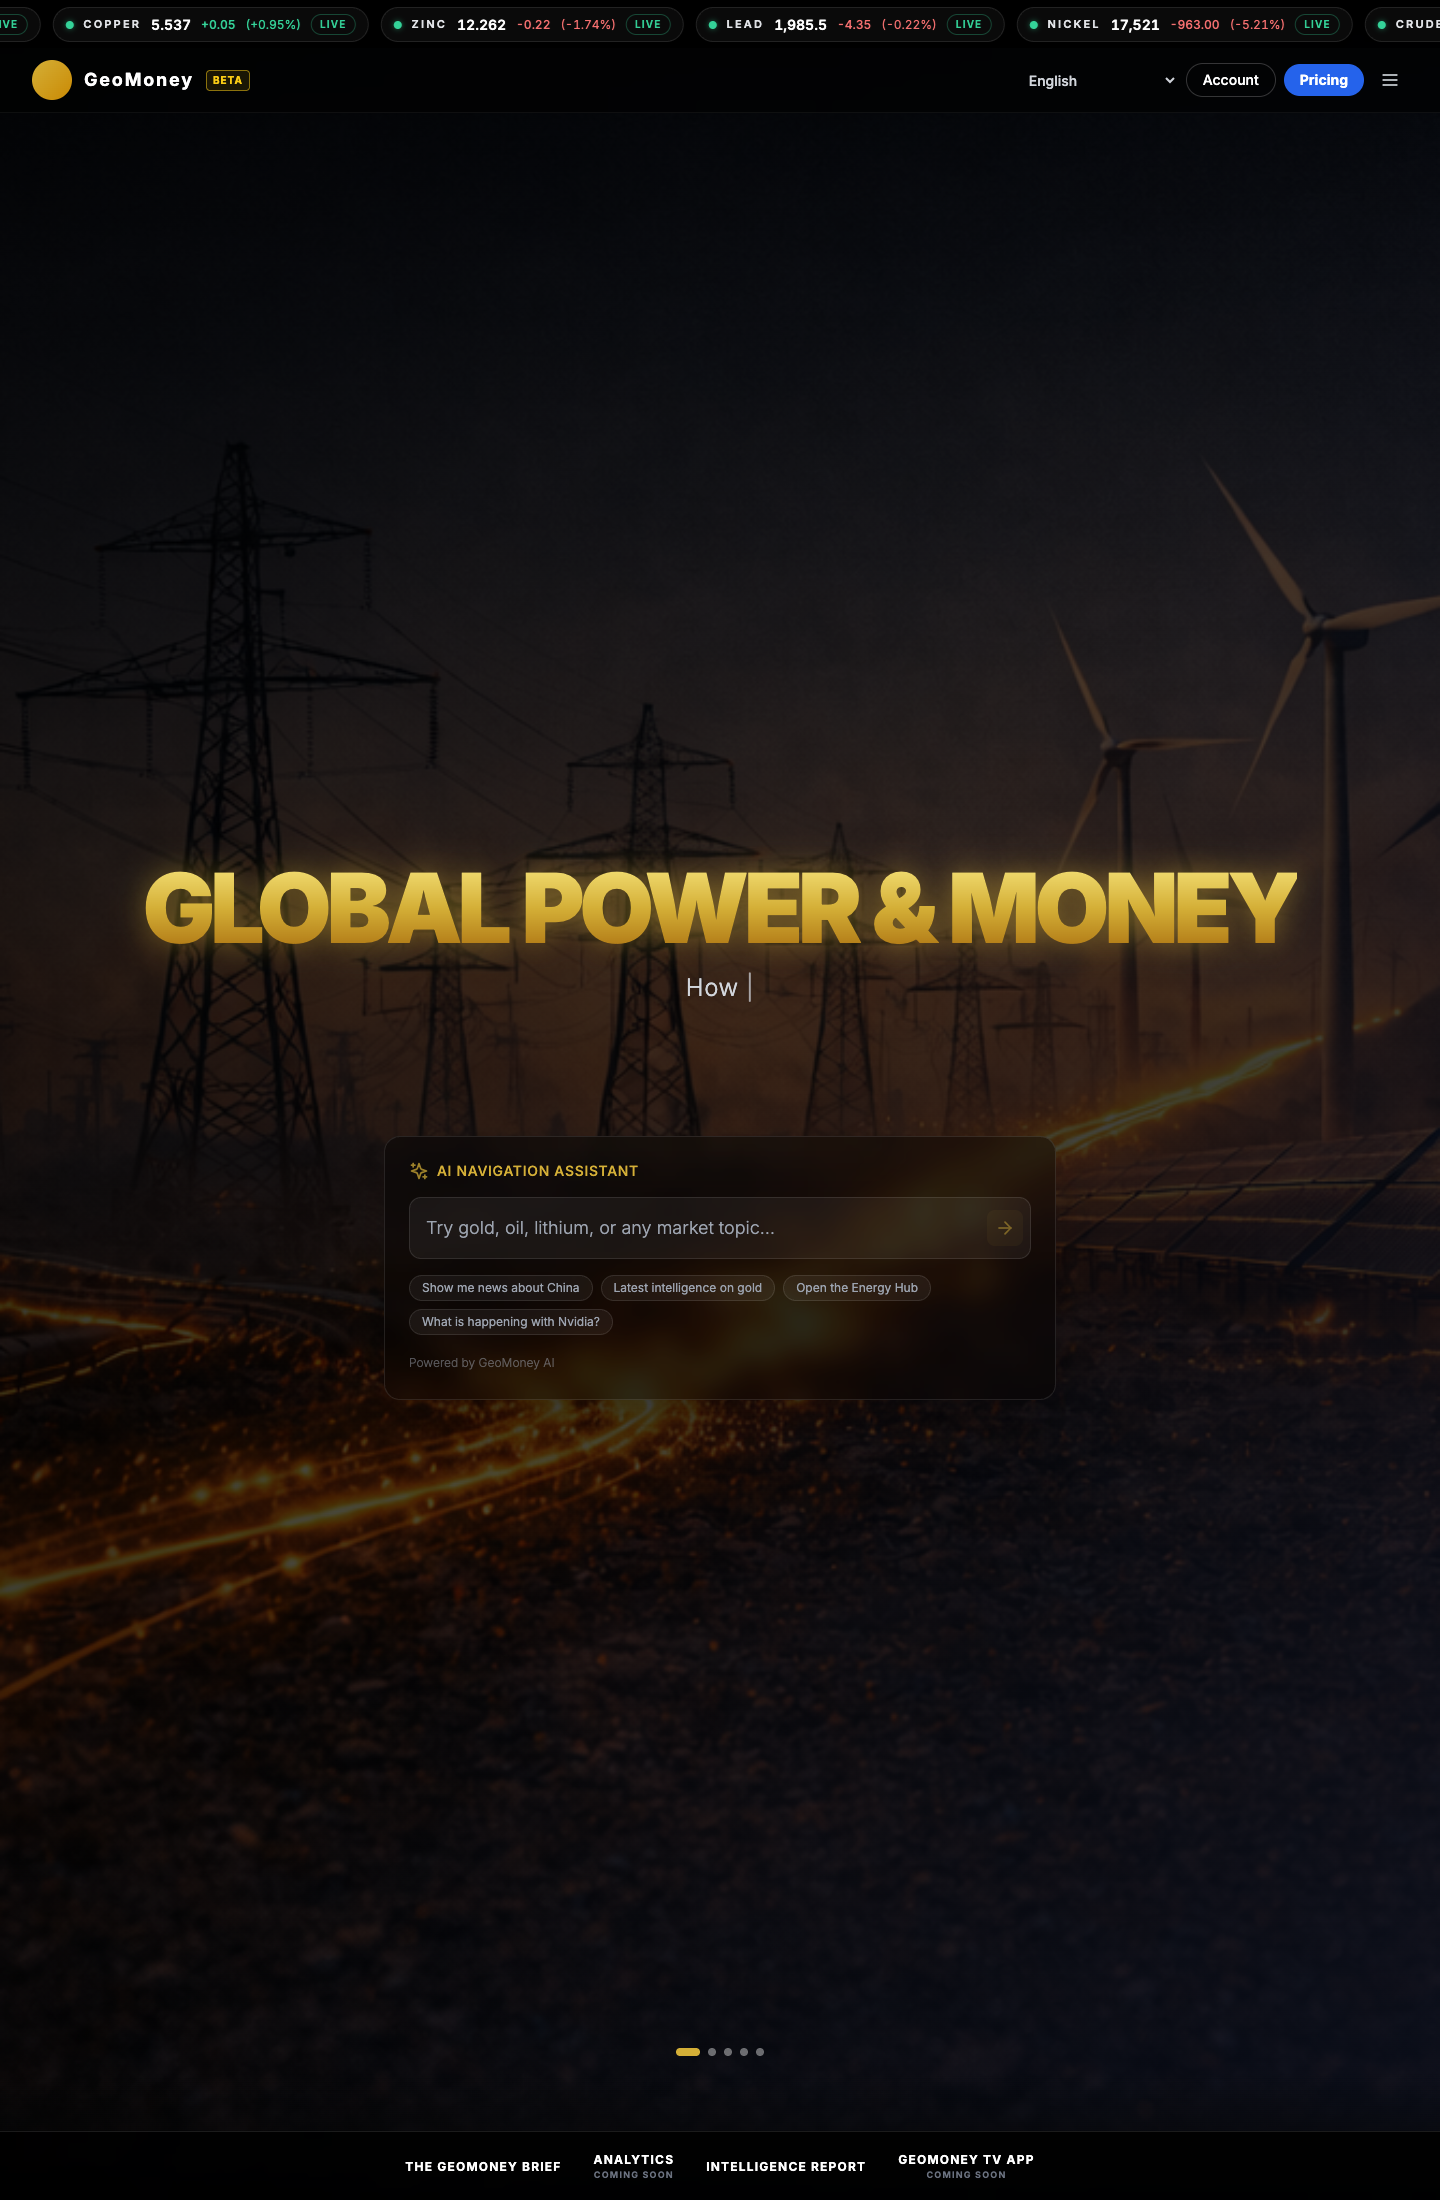 IVE COPPER 5.537 +0.05 (+0.95%) LIVE ZINC 12.262 -0.22 (-1.74%) LIVE LEAD 1,985.5 -4.35 (-0.22%) LIVE NICKEL 17,521 -963.00 (-5.21%) LIVE CRUDE
GeoMoney BETA English Account Pricing
GLOBAL POWER & MONEY
How
AI NAVIGATION ASSISTANT
Try gold, oil, lithium, or any market topic...
Show me news about China Latest intelligence on gold Open the Energy Hub
What is happening with Nvidia?
Powered by GeoMoney AI
THE GEOMONEY BRIEF ANALYTICS INTELLIGENCE REPORT GEOMONEY TV APP
COMING SOON COMING SOON